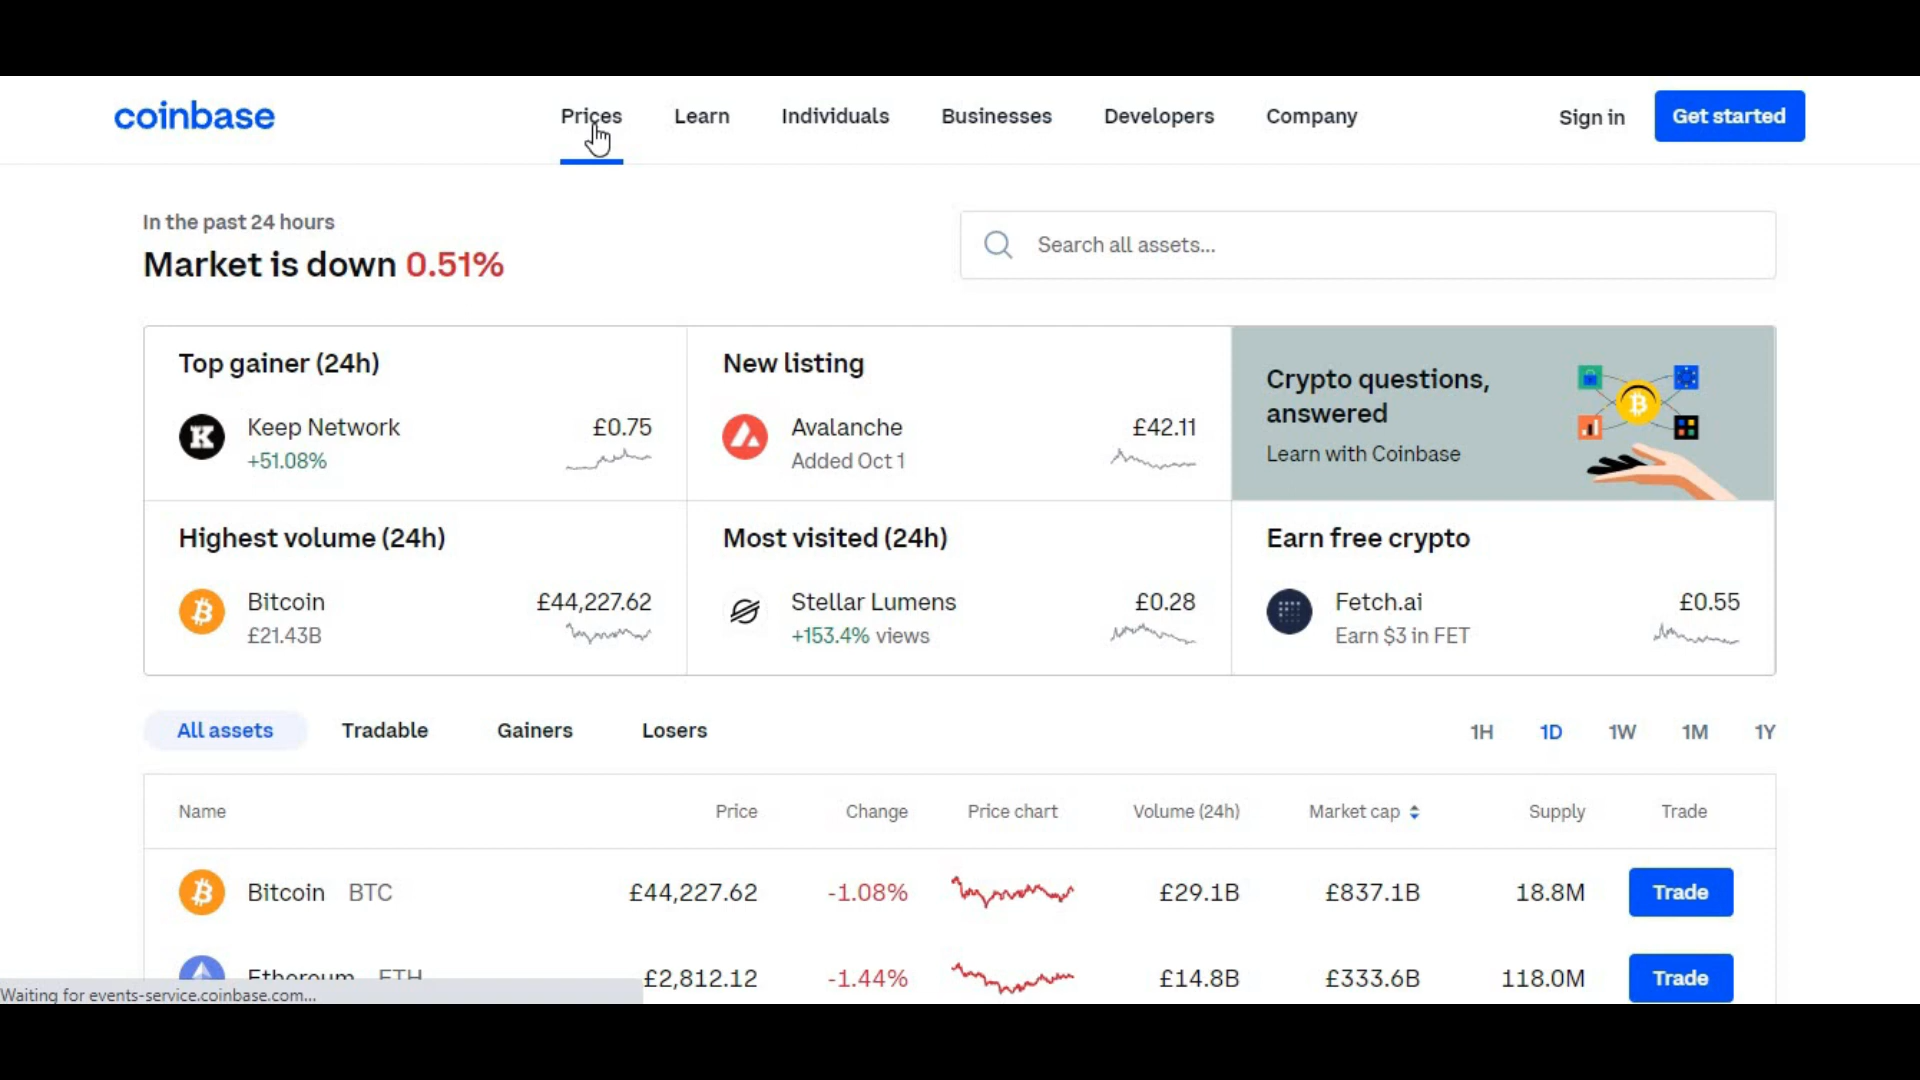 coinbase
Prices Learn Individuals Businesses Developers Company Sign in Get started
In the past 24 hours
Market is down 0.51%
Search all assets...
Top gainer (24h)
Keep Network £0.75
+51.08%
New listing
Avalanche £42.11
Added Oct 1
Crypto questions,
answered
Learn with Coinbase
Highest volume (24h)
Bitcoin £44,227.62
£21.43B
Most visited (24h)
Stellar Lumens £0.28
+153.4% views
Earn free crypto
Fetch.ai £0.55
Earn $3 in FET
All assets Tradable Gainers Losers 1H 1D 1W 1M 1Y
Name Price Change Price chart Volume (24h) Market cap Supply Trade
Bitcoin BTC £44,227.62 -1.08% £29.1B £837.1B 18.8M Trade
Ethereum ETH £2,812.12 -1.44% £14.8B £333.6B 118.0M Trade
Waiting for events-service.coinbase.com...